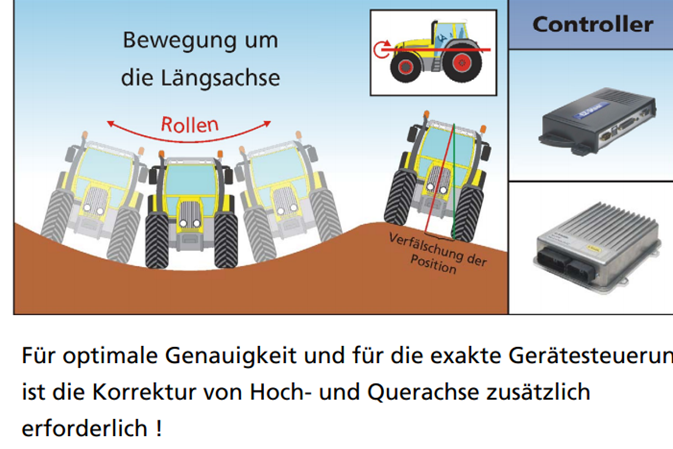 Bewegung um
die Längsachse
Rollen
Verfälschung der
Position
Controller
Für optimale Genauigkeit und für die exakte Gerätesteuerun
ist die Korrektur von Hoch- und Querachse zusätzlich
erforderlich !